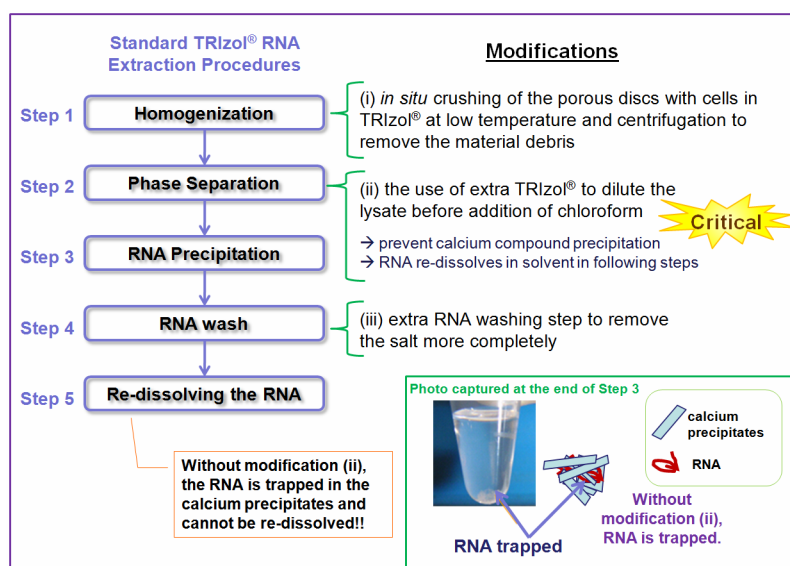 Standard TRIzol® RNA
Extraction Procedures
Modifications
Step 1
Homogenization
(i) in situ crushing of the porous discs with cells in
TRIzol® at low temperature and centrifugation to
remove the material debris
Step 2
Phase Separation
(ii) the use of extra TRIzol® to dilute the
lysate before addition of chloroform
Critical
→ prevent calcium compound precipitation
→ RNA re-dissolves in solvent in following steps
Step 3
RNA Precipitation
Step 4
RNA wash
(iii) extra RNA washing step to remove
the salt more completely
Step 5
Re-dissolving the RNA
Without modification (ii),
the RNA is trapped in the
calcium precipitates and
cannot be re-dissolved!!
Photo captured at the end of Step 3
calcium
precipitates
RNA
RNA trapped
Without
modification (ii),
RNA is trapped.